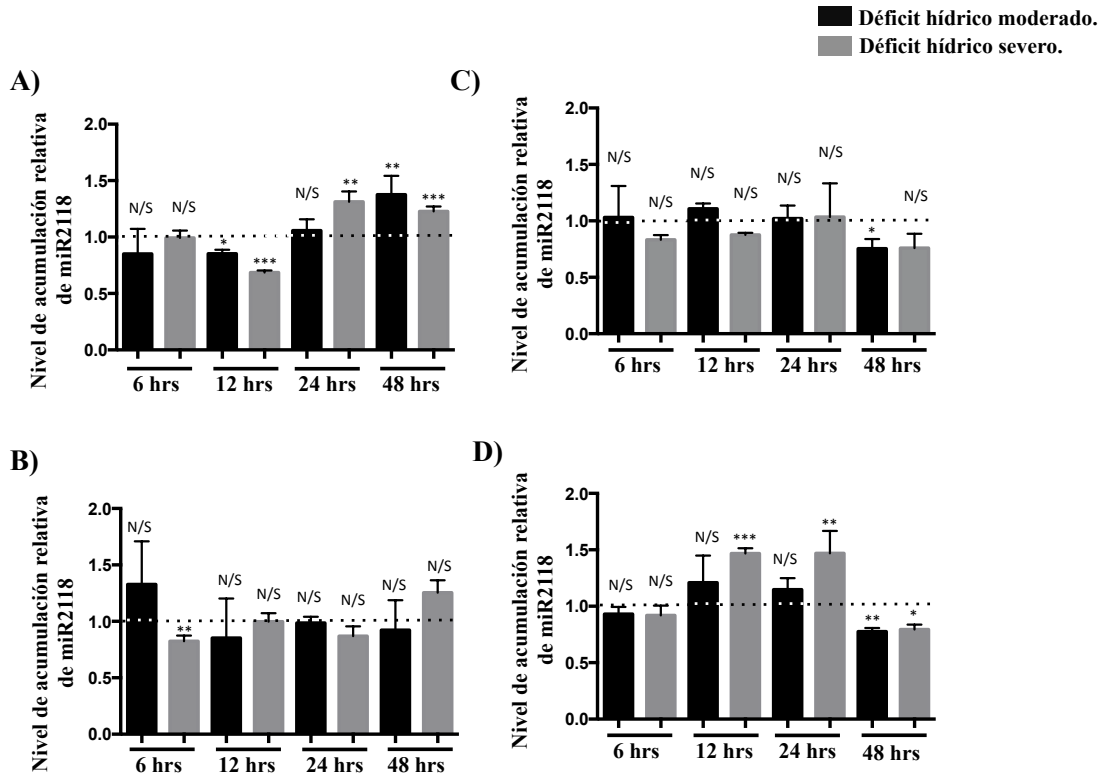 Déficit hídrico moderado.
Déficit hídrico severo.
A)
Nivel de acumulación relativa
de miR2118
2.0
1.5
1.0
0.5
0.0
N/S
N/S
*
***
N/S
**
**
***
6 hrs
12 hrs
24 hrs
48 hrs
C)
Nivel de acumulación relativa
de miR2118
2.0
1.5
1.0
0.5
0.0
N/S
N/S
N/S
N/S
N/S
N/S
*
N/S
6 hrs
12 hrs
24 hrs
48 hrs
B)
Nivel de acumulación relativa
de miR2118
2.0
1.5
1.0
0.5
0.0
N/S
**
N/S
N/S
N/S
N/S
N/S
N/S
6 hrs
12 hrs
24 hrs
48 hrs
D)
Nivel de acumulación relativa
de miR2118
2.0
1.5
1.0
0.5
0.0
N/S
N/S
N/S
***
N/S
**
**
*
6 hrs
12 hrs
24 hrs
48 hrs